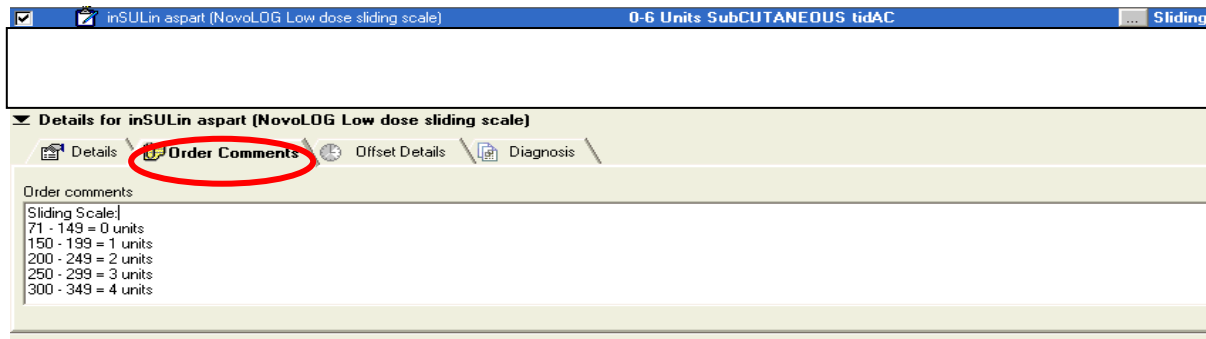 inSULin aspart (NovoLOG Low dose sliding scale) 0-6 Units SubCUTANEOUS tidAC ... Sliding
Details for inSULin aspart (NovoLOG Low dose sliding scale)
Details Order Comments Offset Details Diagnosis
Order comments
Sliding Scale:
71 - 149 = 0 units
150 - 199 = 1 units
200 - 249 = 2 units
250 - 299 = 3 units
300 - 349 = 4 units